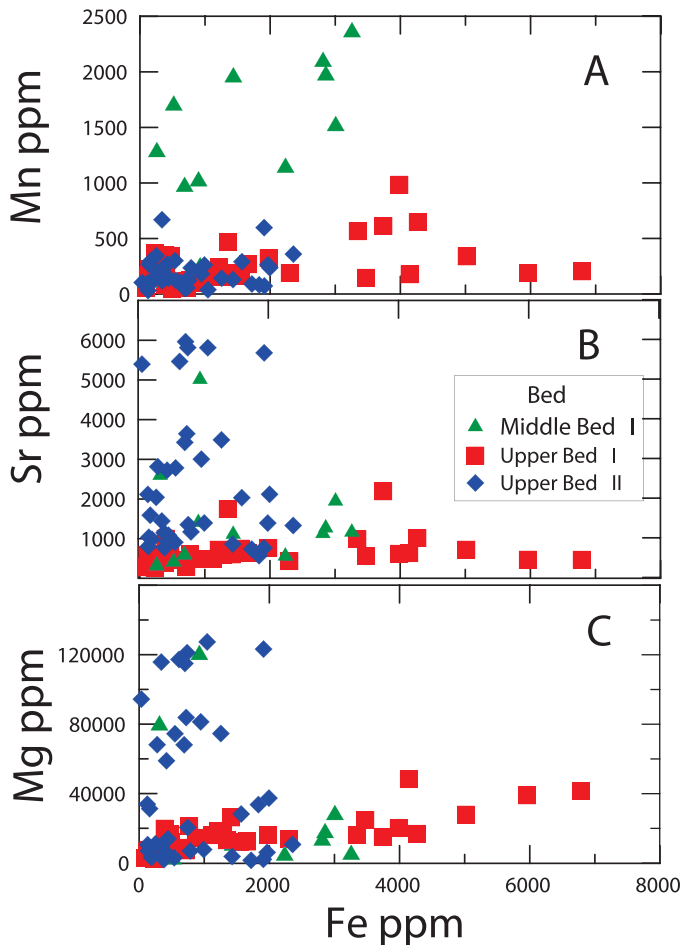 2500
2000
1500
1000
500
0
Mn ppm
A
6000
5000
4000
3000
2000
1000
Sr ppm
B
Bed
Middle Bed I
Upper Bed I
Upper Bed II
120000
80000
40000
0
Mg ppm
C
0 2000 4000 6000 8000
Fe ppm